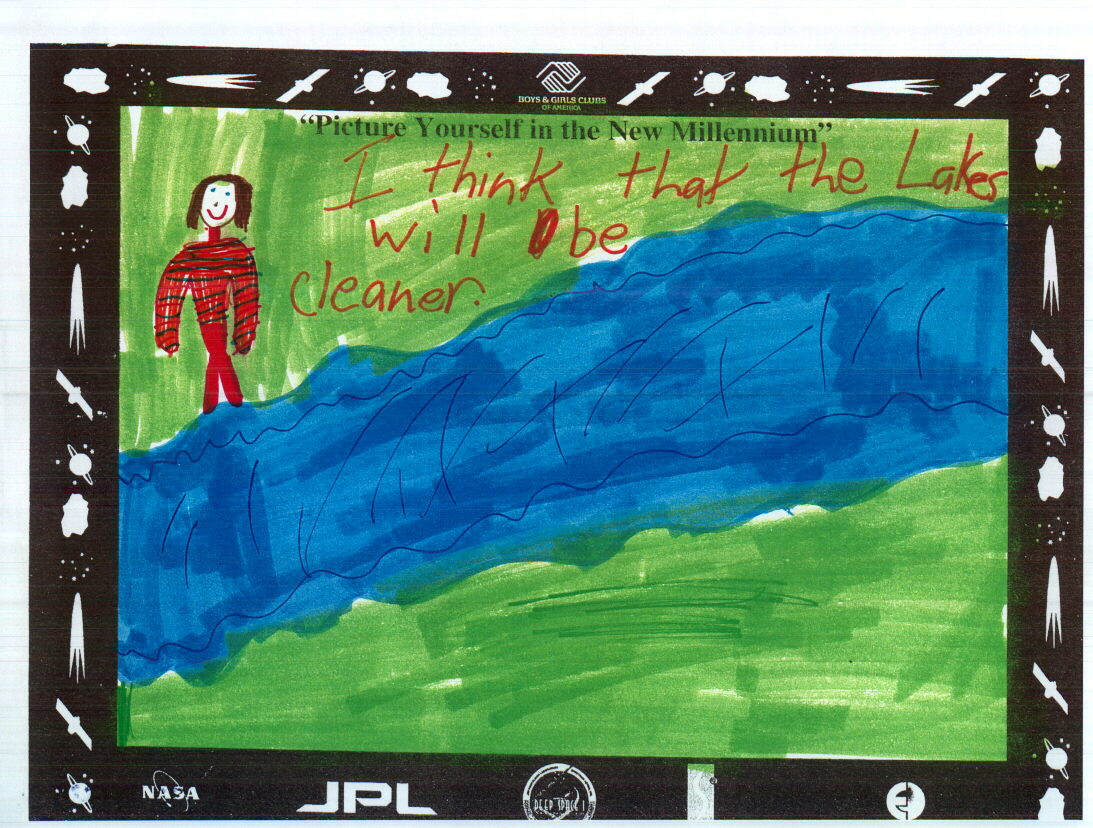 BOYS & GIRLS CLUBS
OF AMERICA
“Picture Yourself in the New Millennium”
I think that the Lakes
will be
cleaner.
NASA
JPL
DEEP SPACE 1